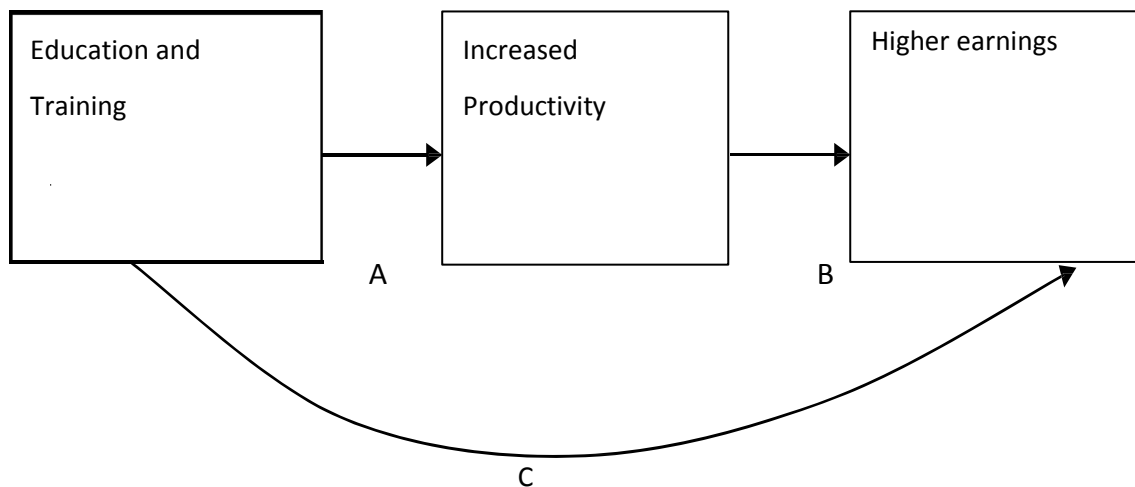 Education and
Training
Increased
Productivity
Higher earnings
A
B
C